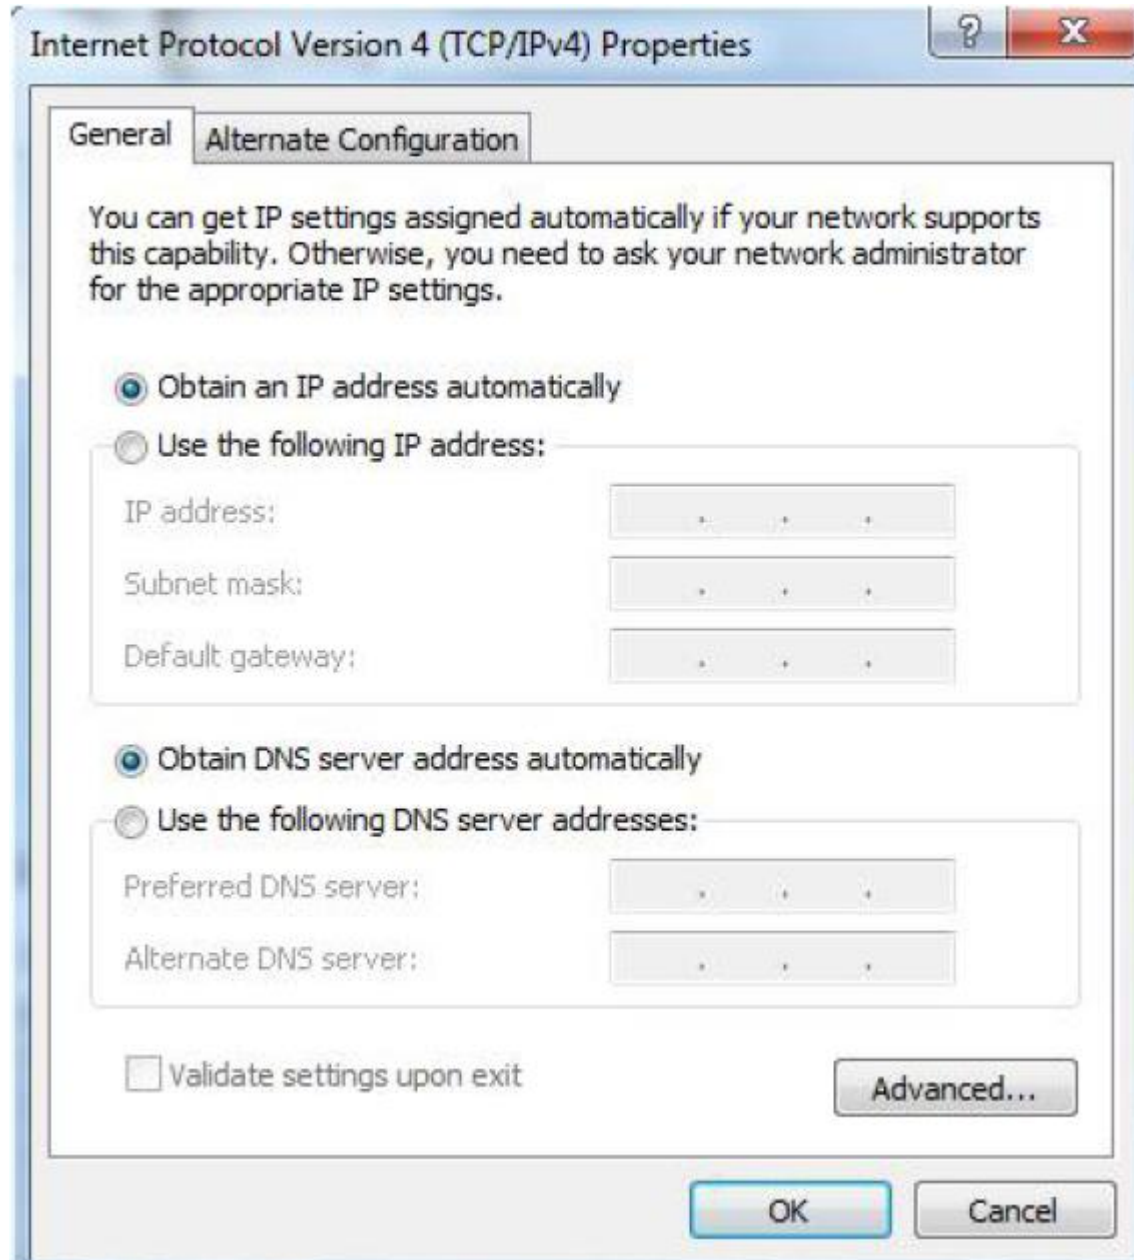 Internet Protocol Version 4 (TCP/IPv4) Properties
General
Alternate Configuration
You can get IP settings assigned automatically if your network supports
this capability. Otherwise, you need to ask your network administrator
for the appropriate IP settings.
Obtain an IP address automatically
Use the following IP address:
IP address:
Subnet mask:
Default gateway:
Obtain DNS server address automatically
Use the following DNS server addresses:
Preferred DNS server:
Alternate DNS server:
Validate settings upon exit
Advanced...
OK
Cancel